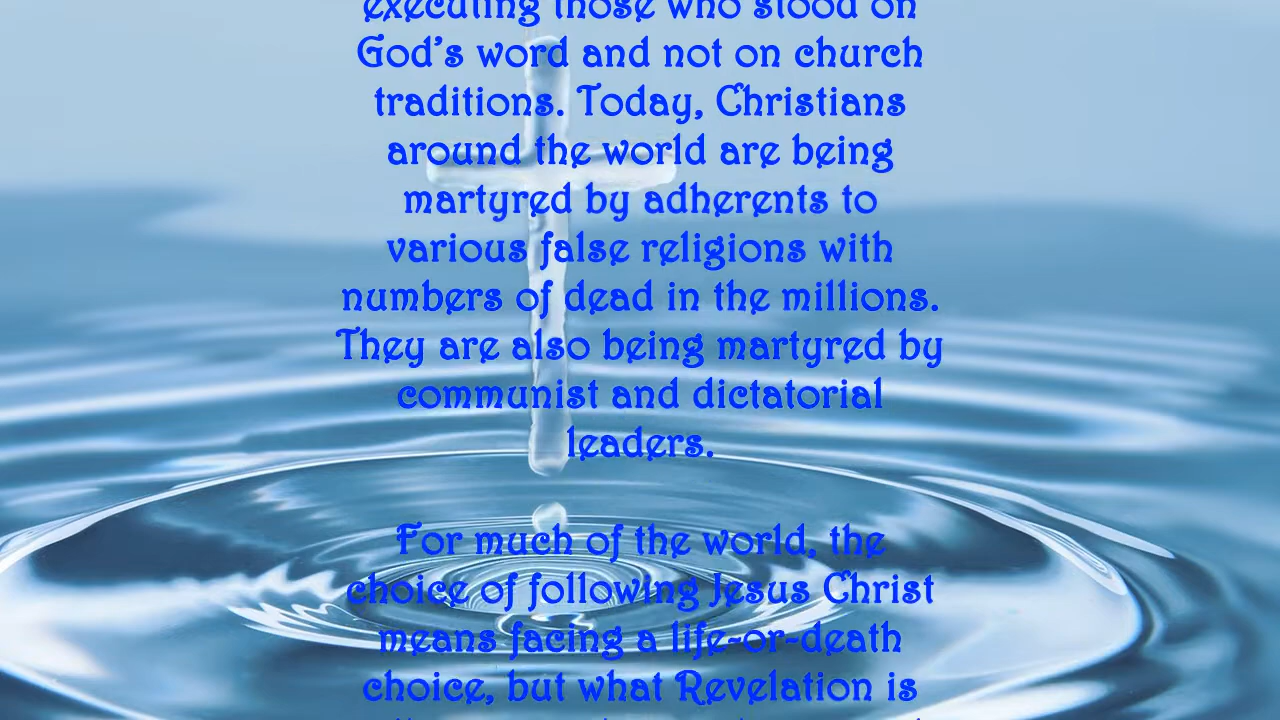 executing those who stood on
God's word and not on church
traditions. Today, Christians
around the world are being
martyred by adherents to
various false religions with
numbers of dead in the millions.
They are also being martyred by
communist and dictatorial
leaders.
For much of the world, the
choice of following Jesus Christ
means facing a life-or-death
choice, but what Revelation is